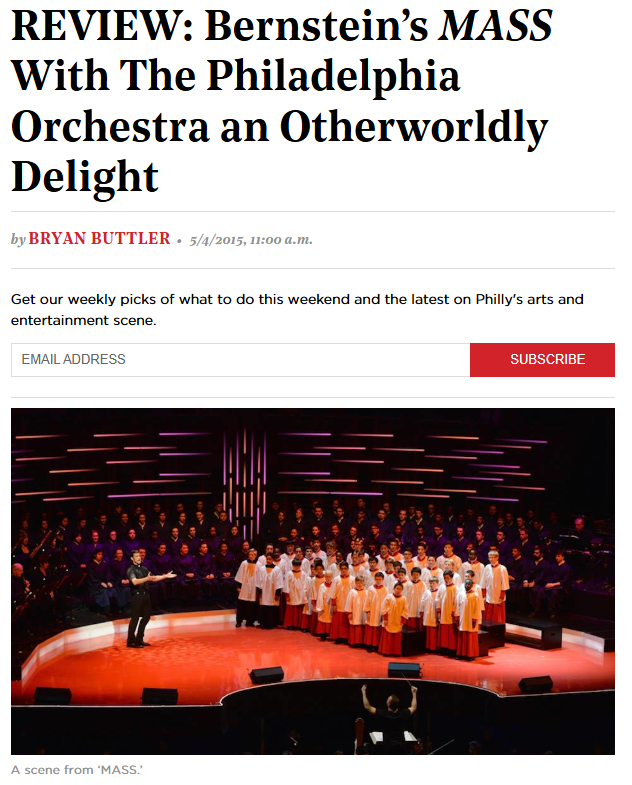 REVIEW: Bernstein’s MASS
With The Philadelphia
Orchestra an Otherworldly
Delight
by BRYAN BUTTLER • 5/4/2015, 11:00 a.m.
Get our weekly picks of what to do this weekend and the latest on Philly's arts and
entertainment scene.
EMAIL ADDRESS
SUBSCRIBE
A scene from ‘MASS.’